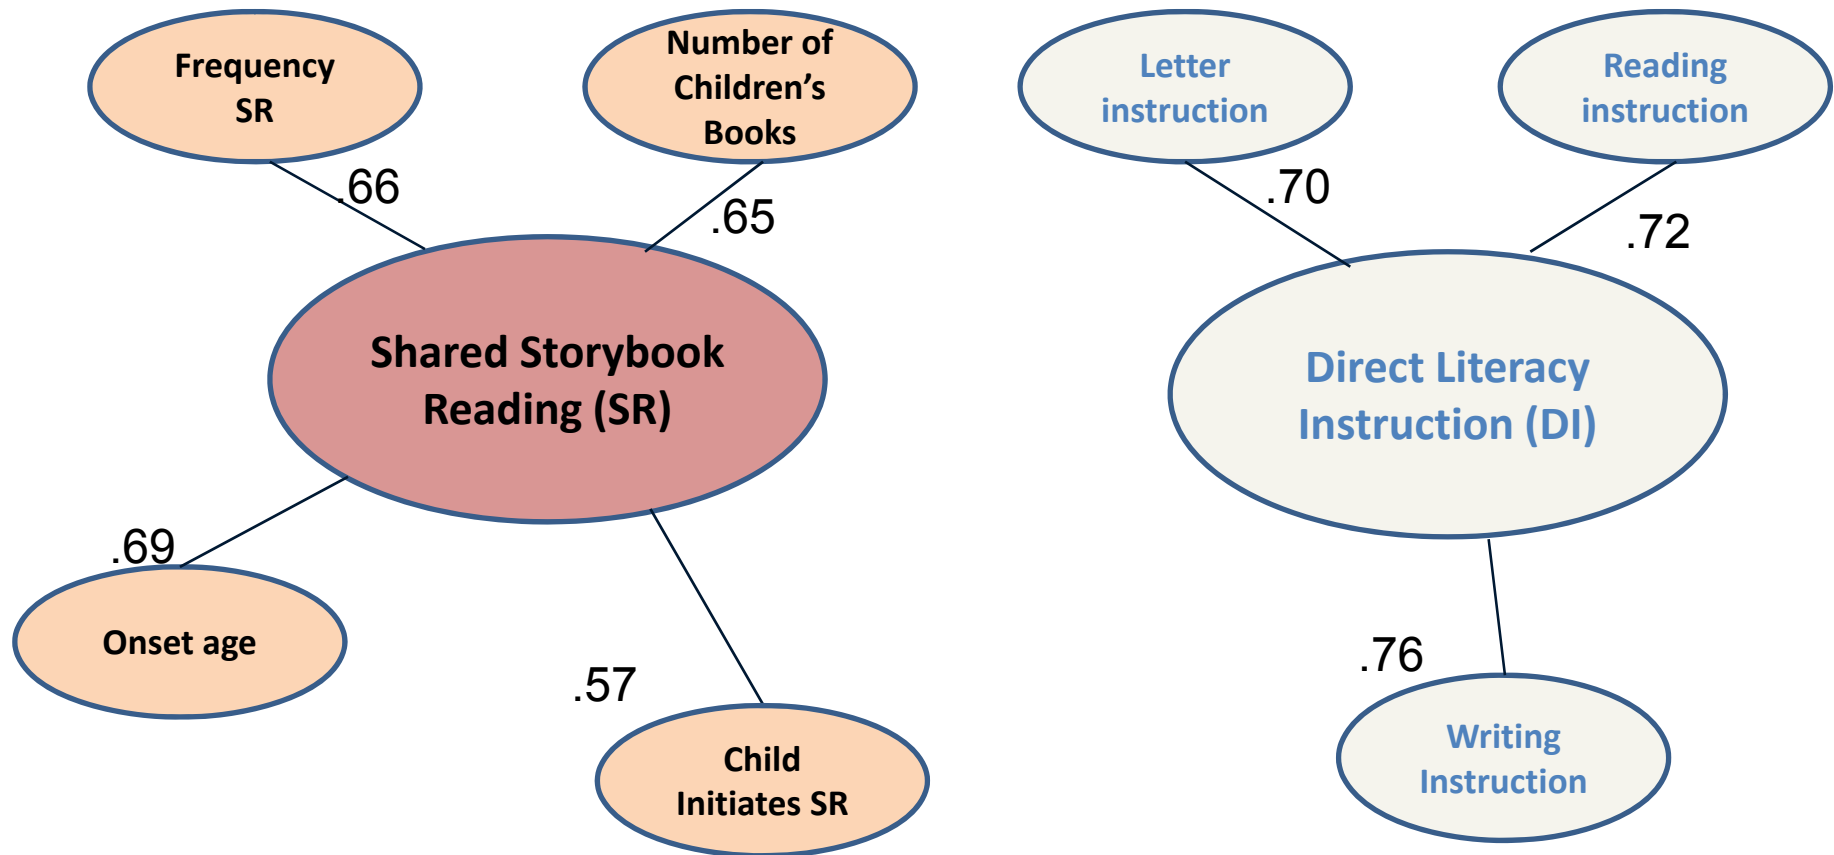 Frequency
SR
Number of
Children's
Books
.66
.65
Shared Storybook
Reading (SR)
.69
Onset age
.57
Child
Initiates SR
Letter
instruction
Reading
instruction
.70
.72
Direct Literacy
Instruction (DI)
.76
Writing
Instruction